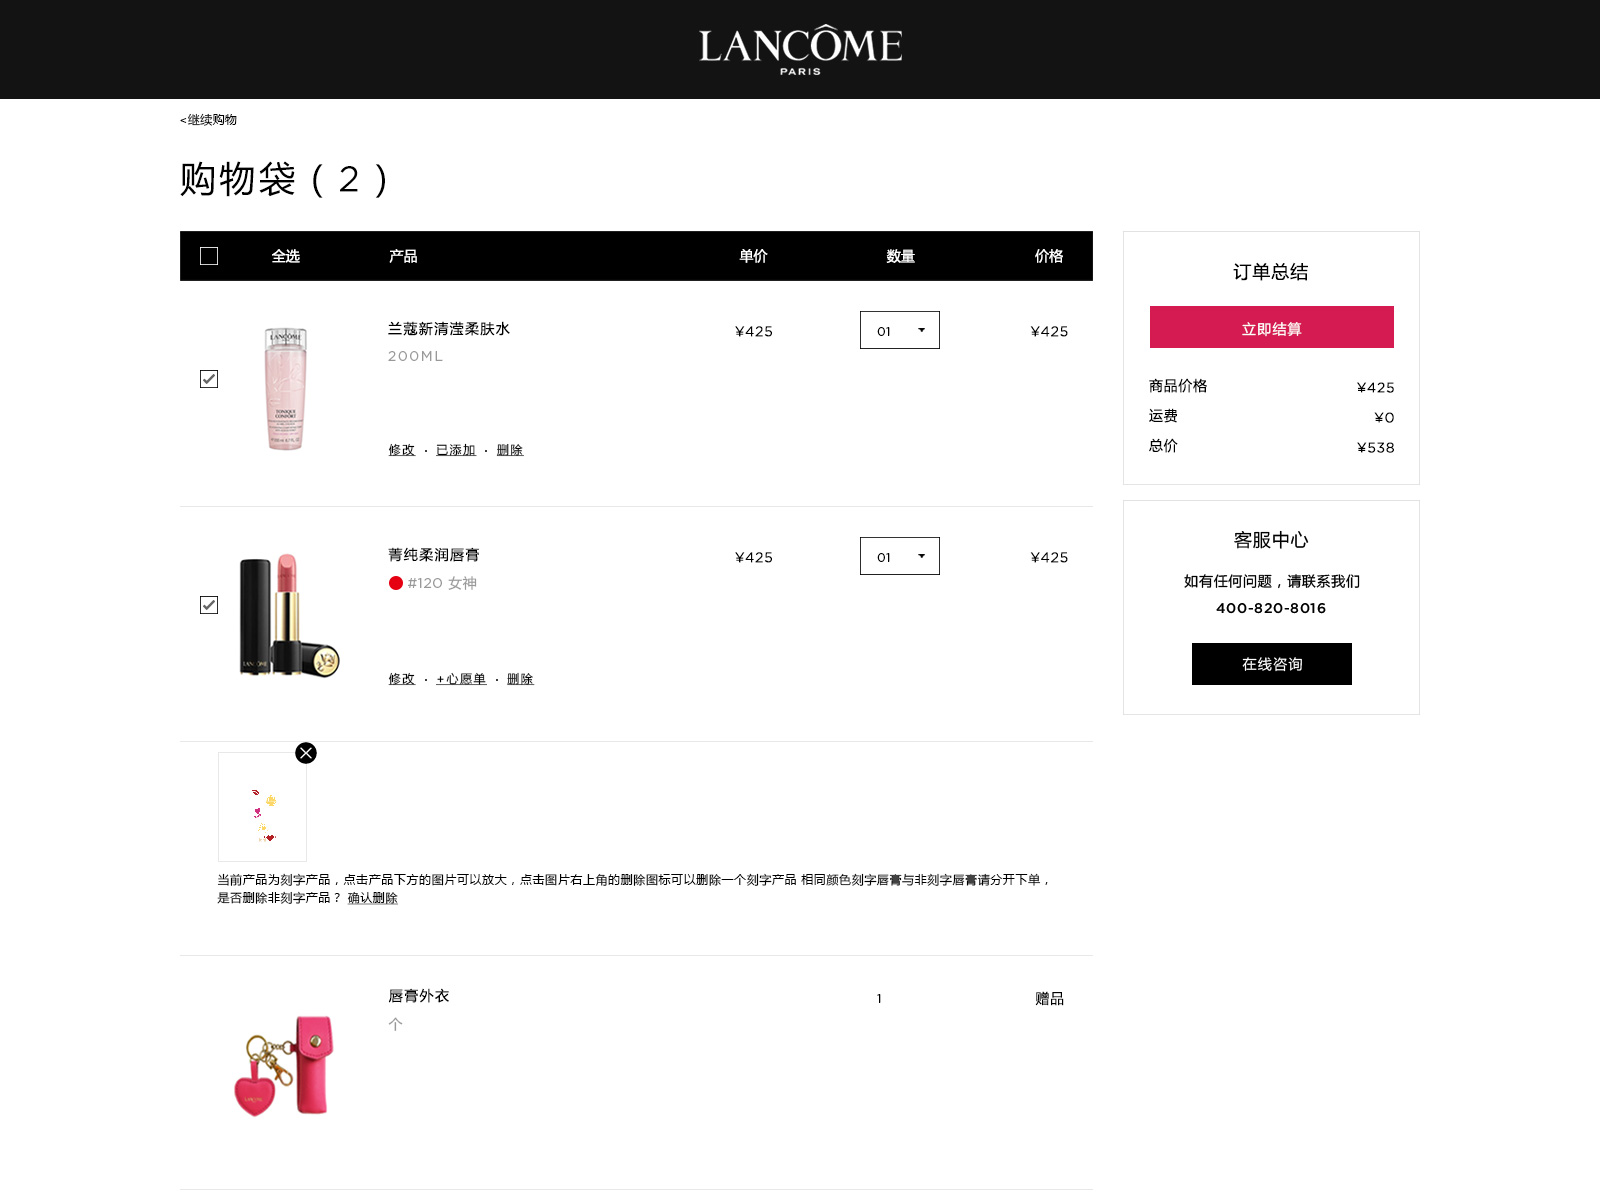 LANCÔME
PARIS
<继续购物
购物袋 ( 2 )
全选 产品 单价 数量 价格
兰蔻新清滢柔肤水 ¥425 01 ¥425
200ML
LANCOME
TONIQUE
CONFORT
修改 · 已添加 · 删除
菁纯柔润唇膏 ¥425 01 ¥425
#120 女神
LANCOME
修改 · +心愿单 · 删除
当前产品为刻字产品，点击产品下方的图片可以放大，点击图片右上角的删除图标可以删除一个刻字产品 相同颜色刻字唇膏与非刻字唇膏请分开下单，
是否删除非刻字产品？ 确认删除
唇膏外衣 1 赠品
个
订单总结
立即结算
商品价格 ¥425
运费 ¥0
总价 ¥538
客服中心
如有任何问题，请联系我们
400-820-8016
在线咨询